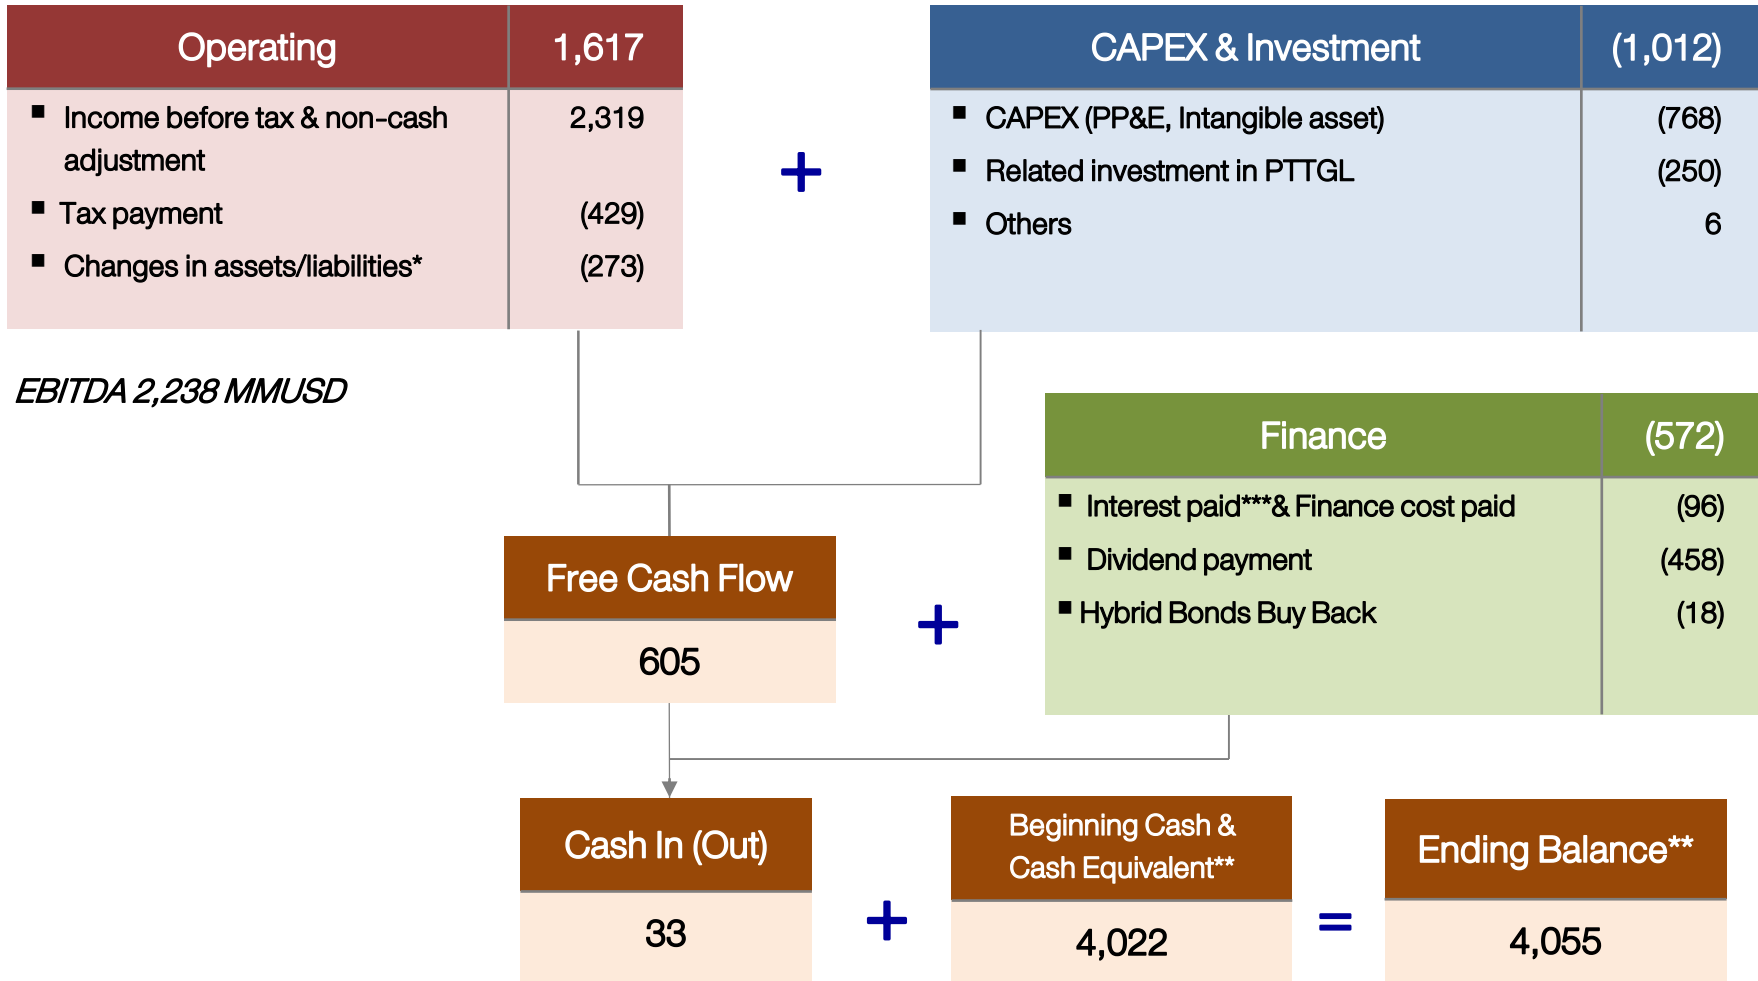 Operating 1,617
▪ Income before tax & non-cash 2,319
adjustment
▪ Tax payment (429)
▪ Changes in assets/liabilities* (273)
+
CAPEX & Investment (1,012)
▪ CAPEX (PP&E, Intangible asset) (768)
▪ Related investment in PTTGL (250)
▪ Others 6
EBITDA 2,238 MMUSD
Finance (572)
▪ Interest paid***& Finance cost paid (96)
▪ Dividend payment (458)
▪ Hybrid Bonds Buy Back (18)
Free Cash Flow
605
+
Cash In (Out)
33
+
Beginning Cash &
Cash Equivalent**
4,022
=
Ending Balance**
4,055